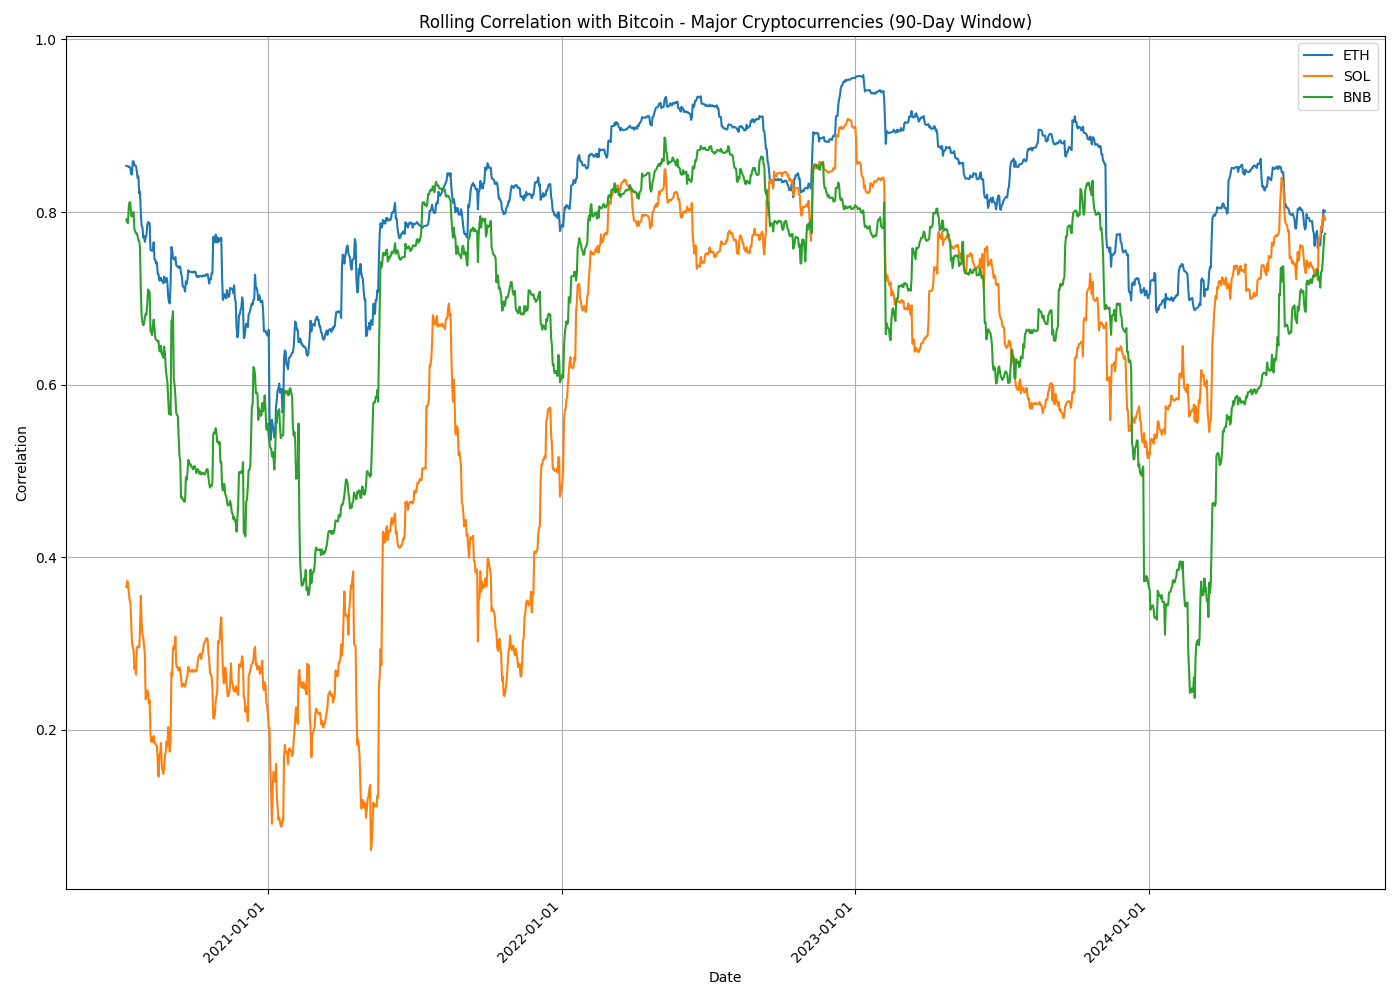 Rolling Correlation with Bitcoin - Major Cryptocurrencies (90-Day Window)
ETH
SOL
BNB
1.0
0.8
0.6
0.4
0.2
Correlation
2021-01-01
2022-01-01
2023-01-01
2024-01-01
Date